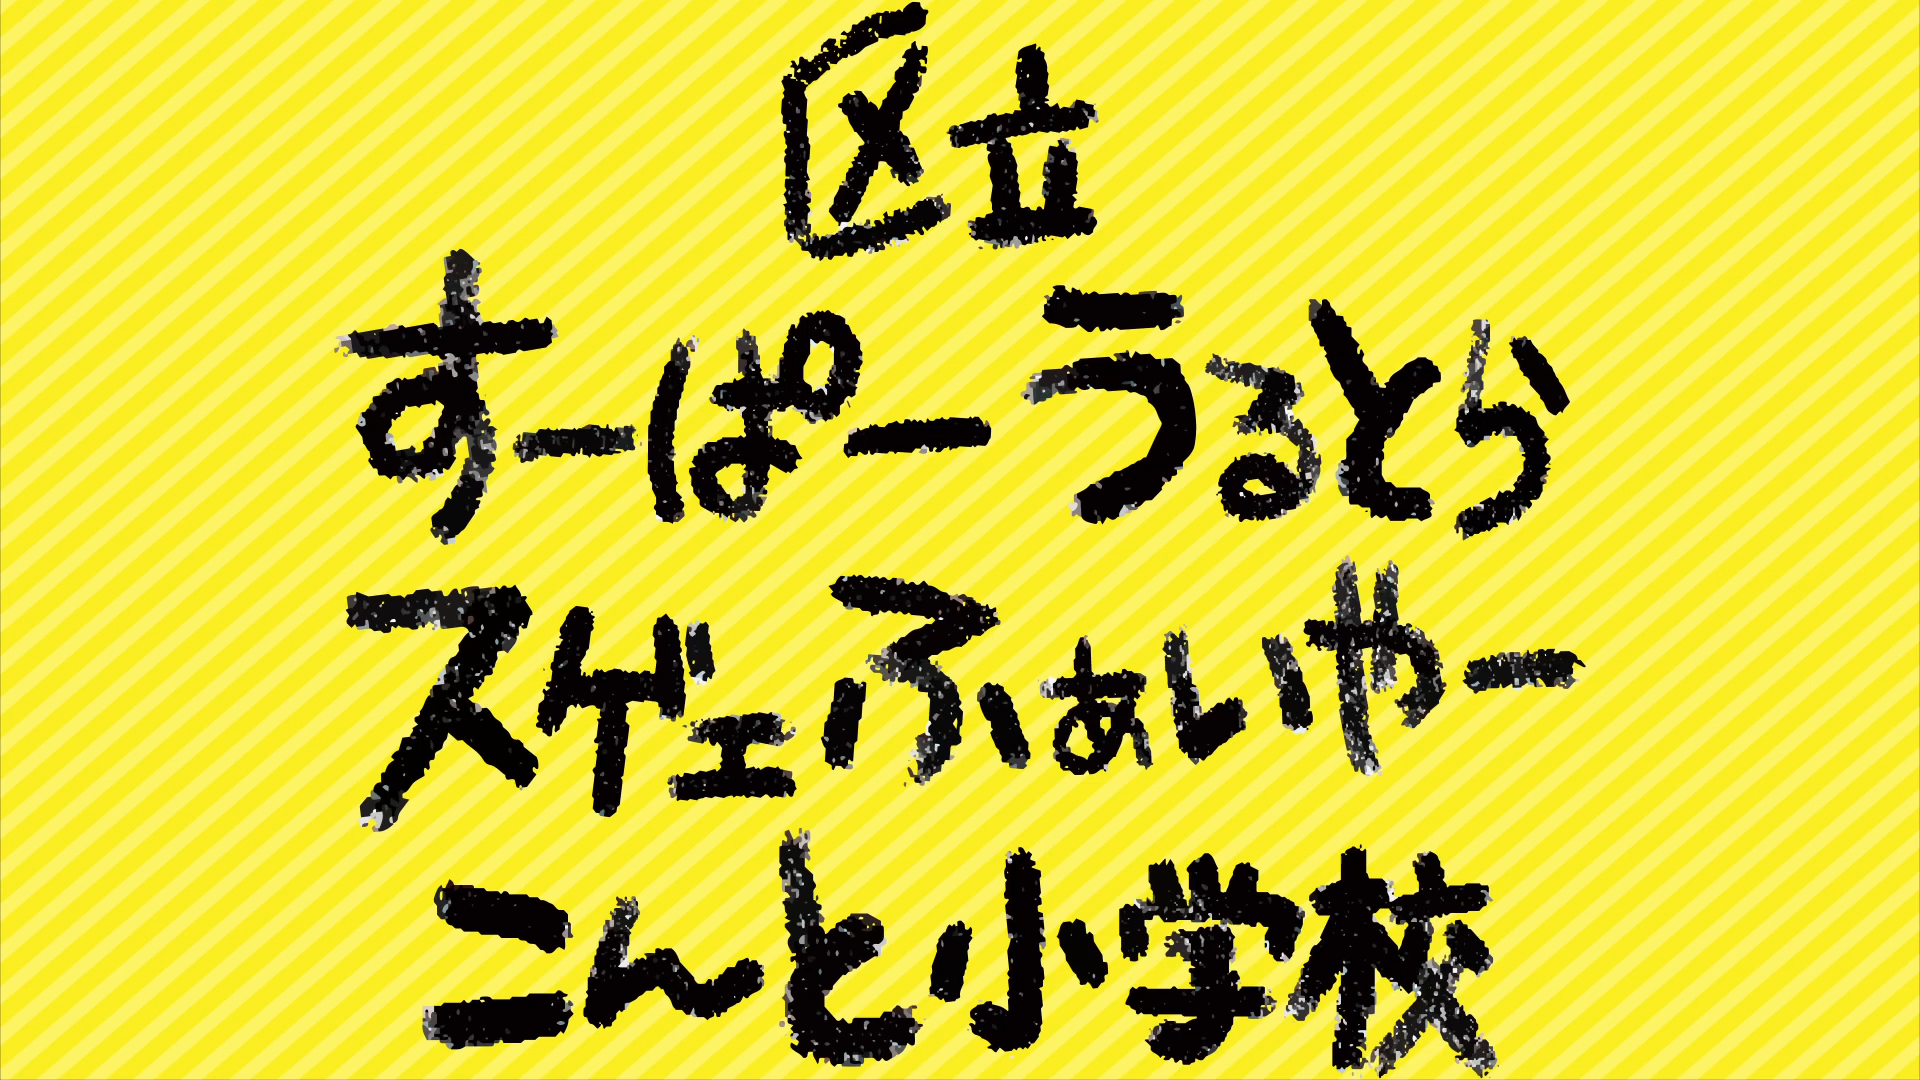 区立
すーぱーうるとら
スゲェふぁいやー
こんと小学校